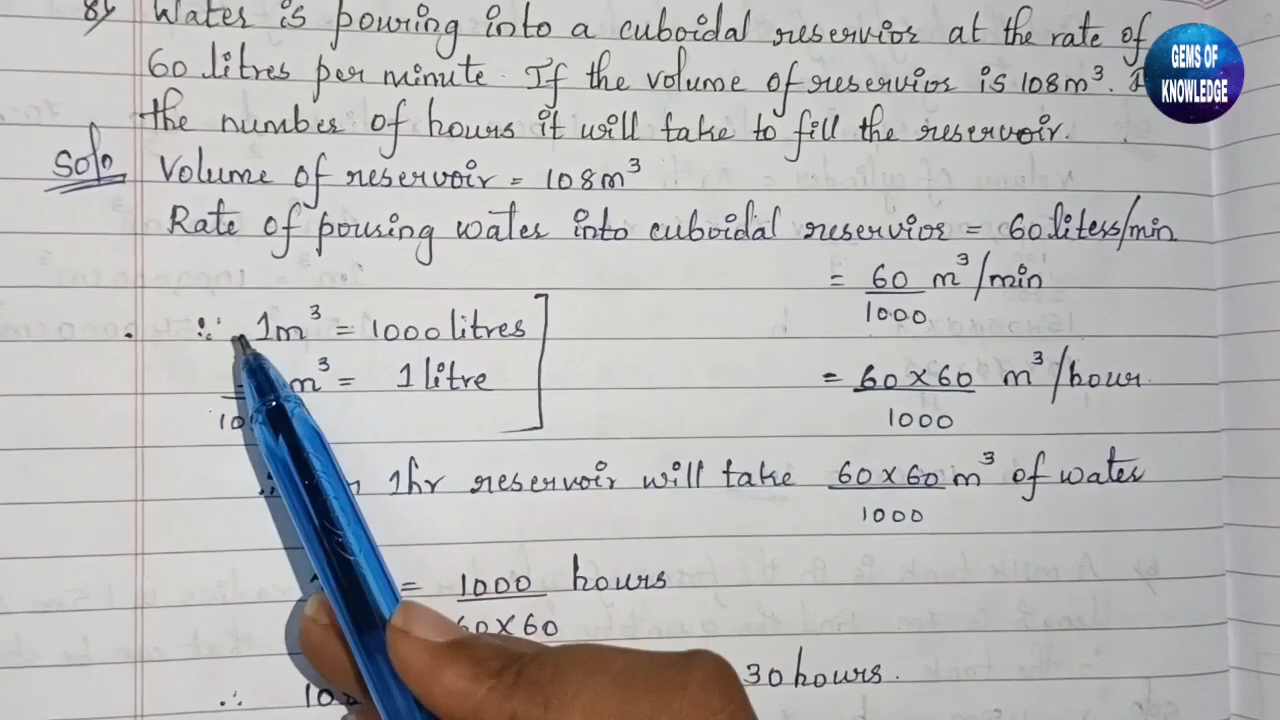 8) Water is pouring into a cuboidal reservior at the rate of
60 litres per minute. If the volume of reservior is 108m³.
the number of hours it will take to fill the reservoir.
Soln Volume of reservoir = 108m³
Rate of pouring water into cuboidal reservior = 60 liters/min
= 60/1000 m³/min
∵ 1m³ = 1000 litres
m³ = 1 litre
= 60×60/1000 m³/hour
∴ 1hr reservoir will take 60×60/1000 m³ of water
= 1000/60×60 hours
∴ 30 hours.
GEMS OF
KNOWLEDGE